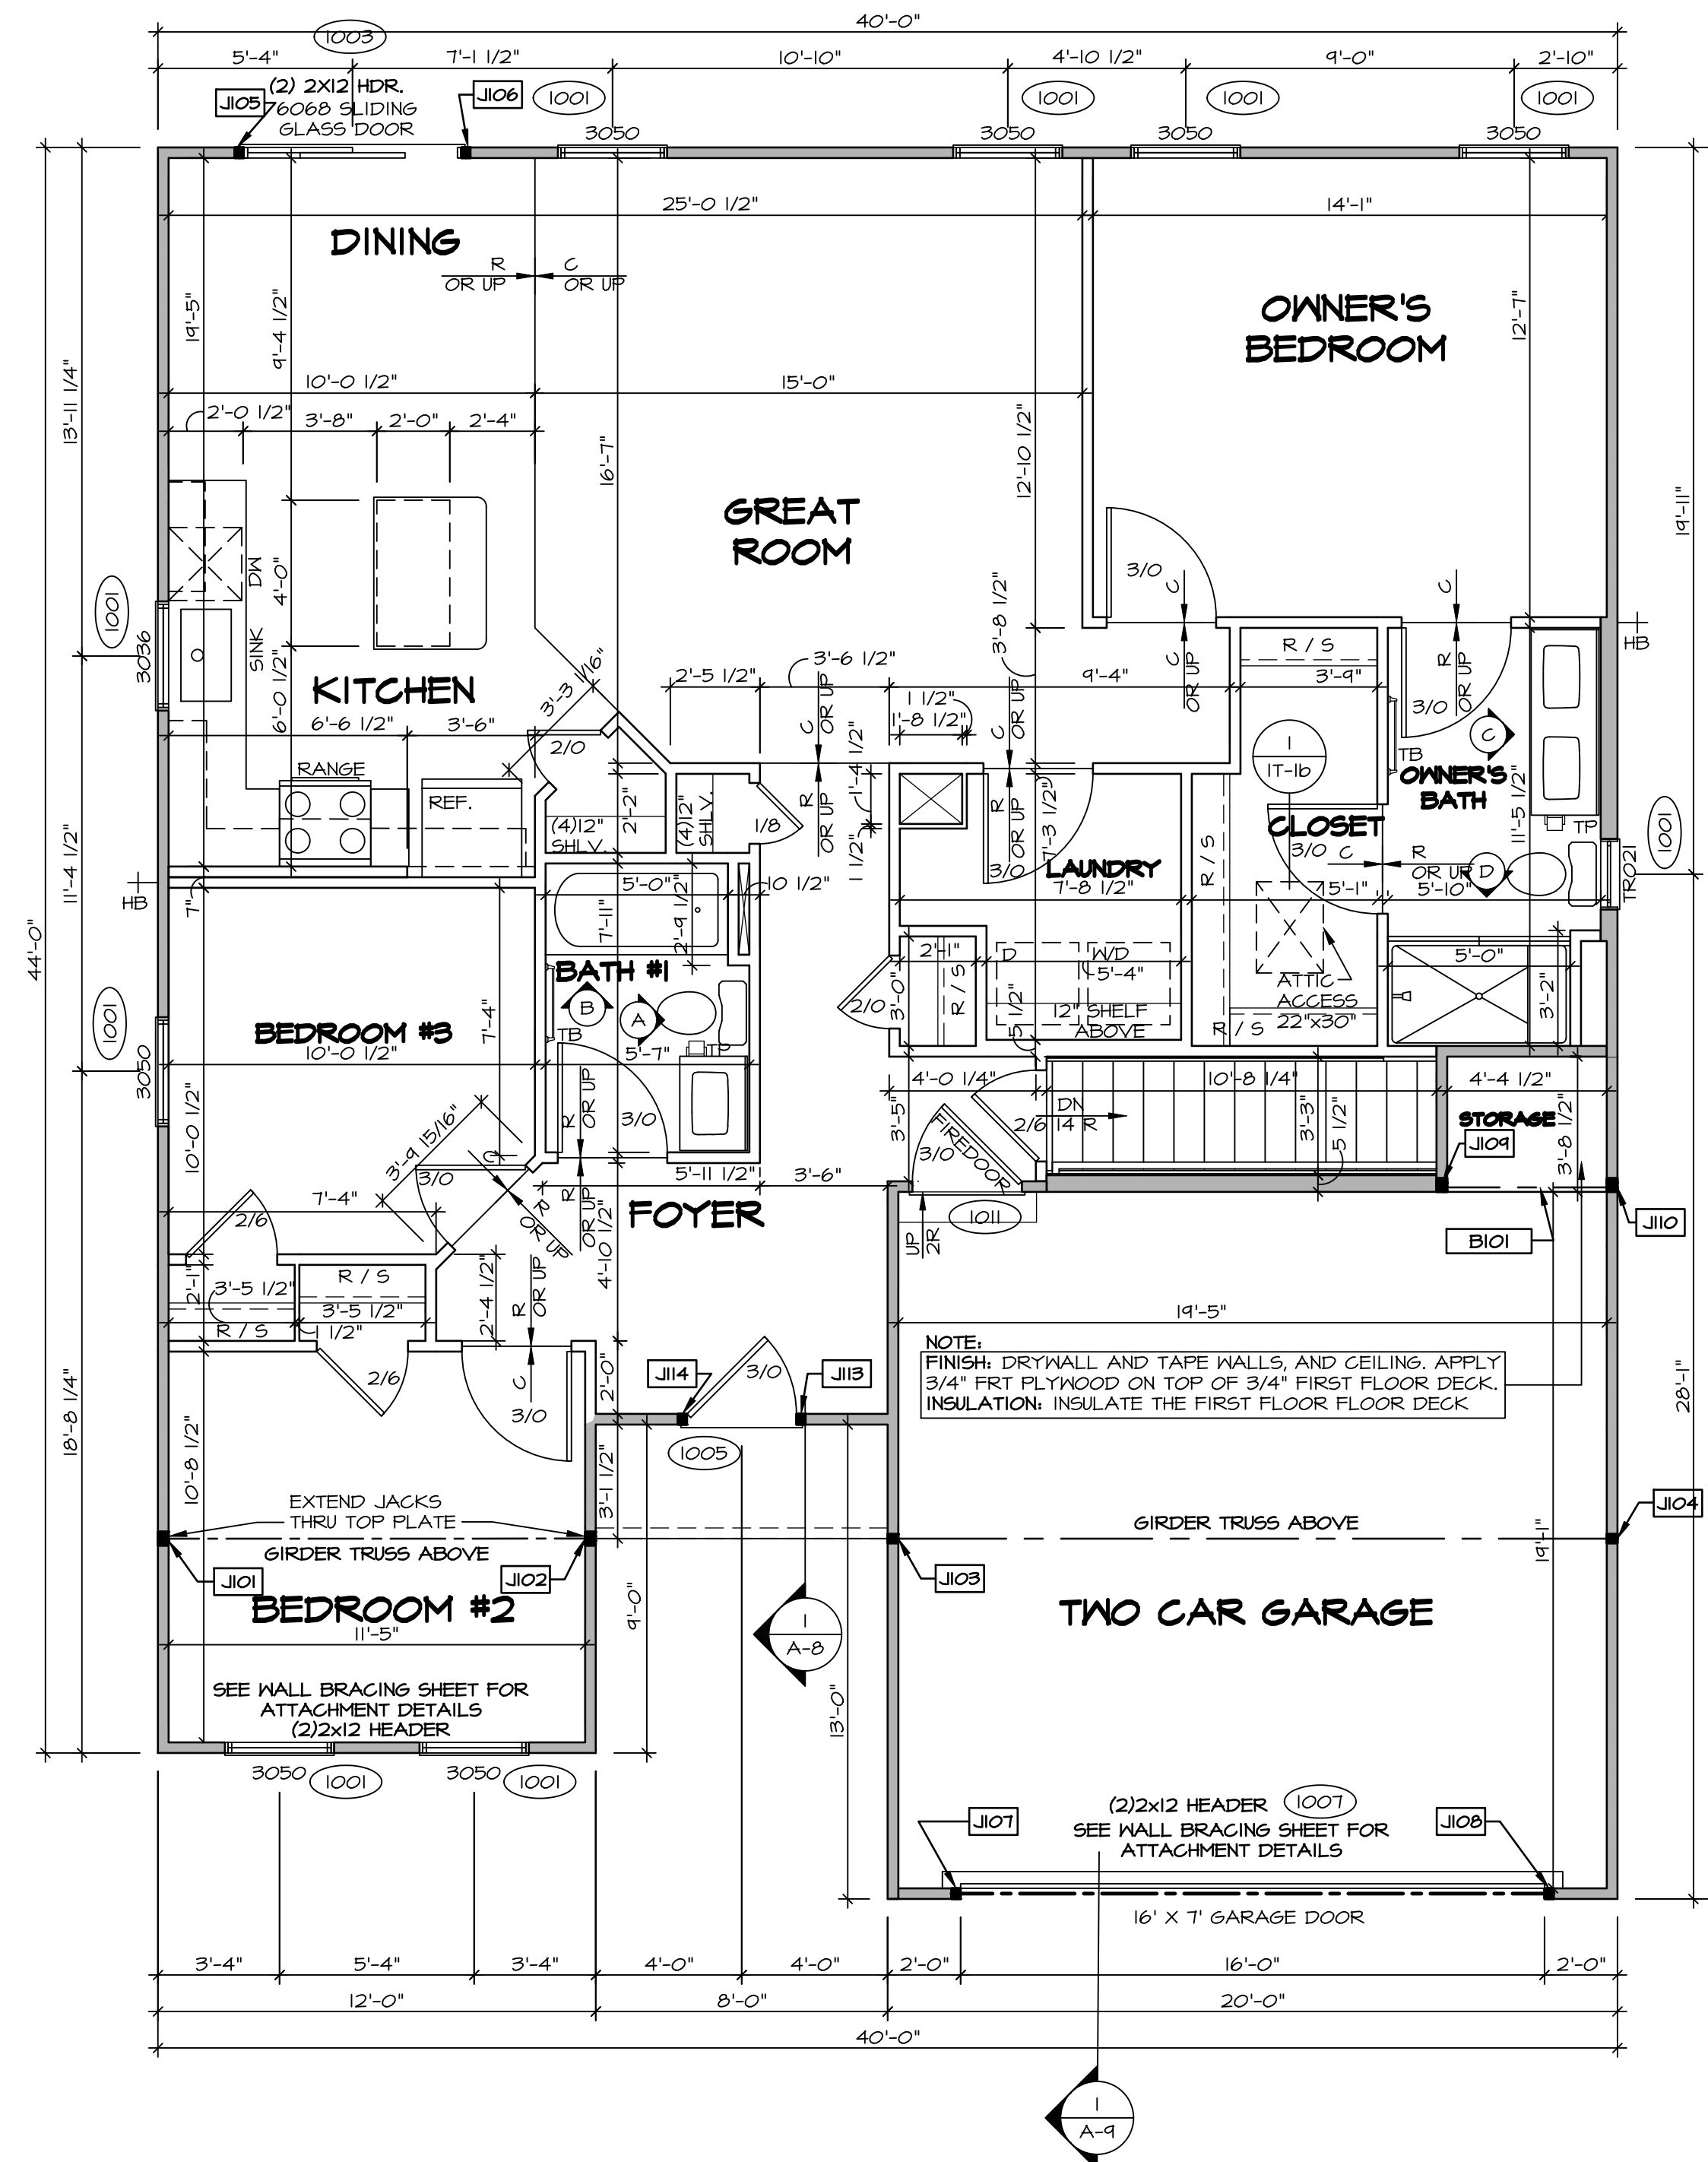 40'-0"
1003
5'-4"
7'-1 1/2"
10'-10"
4'-10 1/2"
9'-0"
2'-10"
(2) 2X12 HDR.
J105
6068 SLIDING
GLASS DOOR
J106
1001
1001
1001
1001
3050
3050
3050
3050
25'-0 1/2"
14'-1"
DINING
R
OR UP
C
OR UP
OWNER'S
BEDROOM
19'-5"
9'-4 1/2"
12'-7"
13'-11 1/4"
10'-0 1/2"
15'-0"
2'-0 1/2"
3'-8"
2'-0"
2'-4"
16'-7"
12'-10 1/2"
19'-11"
GREAT
ROOM
DW
4'-0"
3/0
C
C
OR UP
C
R
OR UP
1001
3036
SINK
6'-0 1/2"
KITCHEN
3'-3 1/16"
2'-5 1/2"
3'-6 1/2"
3'-8 1/2"
9'-4"
R / S
3'-9"
HB
6'-6 1/2"
3'-6"
2/0
C
OR UP
1 1/2"
1'-8 1/2"
C
OR UP
3/0
C
1
1T-1b
TB
RANGE
REF.
2'-2"
(4)12"
SHLV.
(4)12"
SHLV.
1/8
R
OR UP
1'-4 1/2"
1 1/2"
R
OR UP
7'-3 1/2"
OWNER'S
BATH
11'-5 1/2"
TP
CLOSET
LAUNDRY
3/0
3/0
C
R
OR UP
D
TR021
1001
11'-4 1/2"
HB
7"
5'-0"
10 1/2"
7'-8 1/2"
R / S
5'-1"
5'-10"
7'-11"
2'-9 1/2"
44'-0"
BATH #1
2'-1"
D
W/D
5'-4"
5'-0"
B
A
TB
TP
2/0
3'-0"
R / S
5 1/2"
12" SHELF
ABOVE
ATTIC
ACCESS
22"x30"
R / S
3'-2"
1001
3050
BEDROOM #3
7'-4"
10'-0 1/2"
5'-7"
4'-0 1/4"
10'-8 1/4"
4'-4 1/2"
10'-0 1/2"
3'-9 15/16"
3/0
C
R
OR UP
3/0
3'-5"
3/0
FIREDOOR
2/6
DN
14 R
3'-3"
5 1/2"
STORAGE
J109
3'-8 1/2"
7'-4"
2/6
R
OR UP
R
OR UP
5'-11 1/2"
3'-6"
FOYER
4'-10 1/2"
1011
UP
2R
B101
J110
2'-1"
3'-5 1/2"
R / S
R / S
3'-5 1/2"
1 1/2"
2'-4 1/2"
R
OR UP
19'-5"
2/6
C
3/0
2'-0"
J114
3/0
J113
1005
NOTE:
FINISH: DRYWALL AND TAPE WALLS, AND CEILING. APPLY
3/4" FRT PLYWOOD ON TOP OF 3/4" FIRST FLOOR DECK.
INSULATION: INSULATE THE FIRST FLOOR FLOOR DECK
28'-1"
18'-8 1/4"
10'-8 1/2"
3'-1 1/2"
EXTEND JACKS
THRU TOP PLATE
GIRDER TRUSS ABOVE
J101
J102
GIRDER TRUSS ABOVE
19'-1"
J104
J103
BEDROOM #2
11'-5"
9'-0"
1
A-8
TWO CAR GARAGE
SEE WALL BRACING SHEET FOR
ATTACHMENT DETAILS
(2)2x12 HEADER
13'-0"
3050
1001
3050
1001
J107
(2)2x12 HEADER
1007
SEE WALL BRACING SHEET FOR
ATTACHMENT DETAILS
J108
16' X 7' GARAGE DOOR
3'-4"
5'-4"
3'-4"
4'-0"
4'-0"
2'-0"
16'-0"
2'-0"
12'-0"
8'-0"
20'-0"
40'-0"
1
A-9